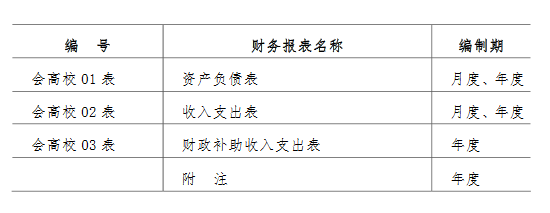 编 号 财务报表名称 编制期
会高校 01 表 资产负债表 月度、年度
会高校 02 表 收入支出表 月度、年度
会高校 03 表 财政补助收入支出表 年度
附 注 年度